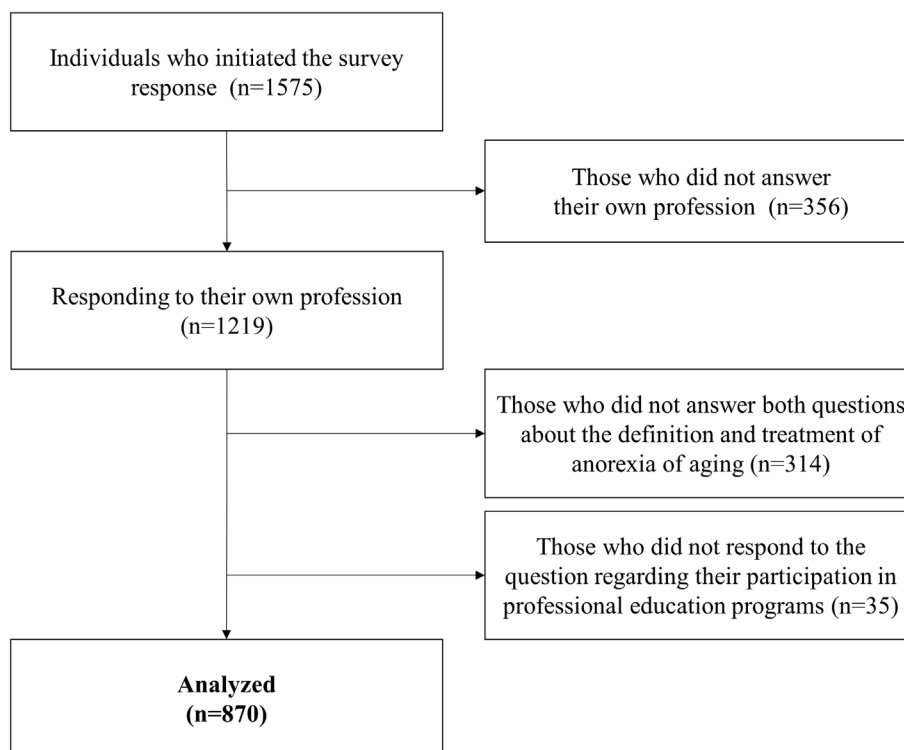 Individuals who initiated the survey
response (n=1575)
Those who did not answer
their own profession (n=356)
Responding to their own profession
(n=1219)
Those who did not answer both questions
about the definition and treatment of
anorexia of aging (n=314)
Those who did not respond to the
question regarding their participation in
professional education programs (n=35)
Analyzed
(n=870)